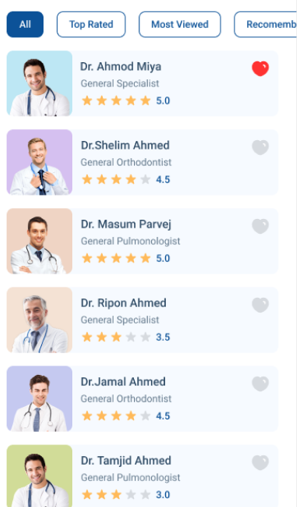 All
Top Rated
Most Viewed
Recomemb
Dr. Ahmod Miya
General Specialist
5.0
Dr.Shelim Ahmed
General Orthodontist
4.5
Dr. Masum Parvej
General Pulmonologist
5.0
Dr. Ripon Ahmed
General Specialist
3.5
Dr.Jamal Ahmed
General Orthodontist
4.5
Dr. Tamjid Ahmed
General Pulmonologist
3.0